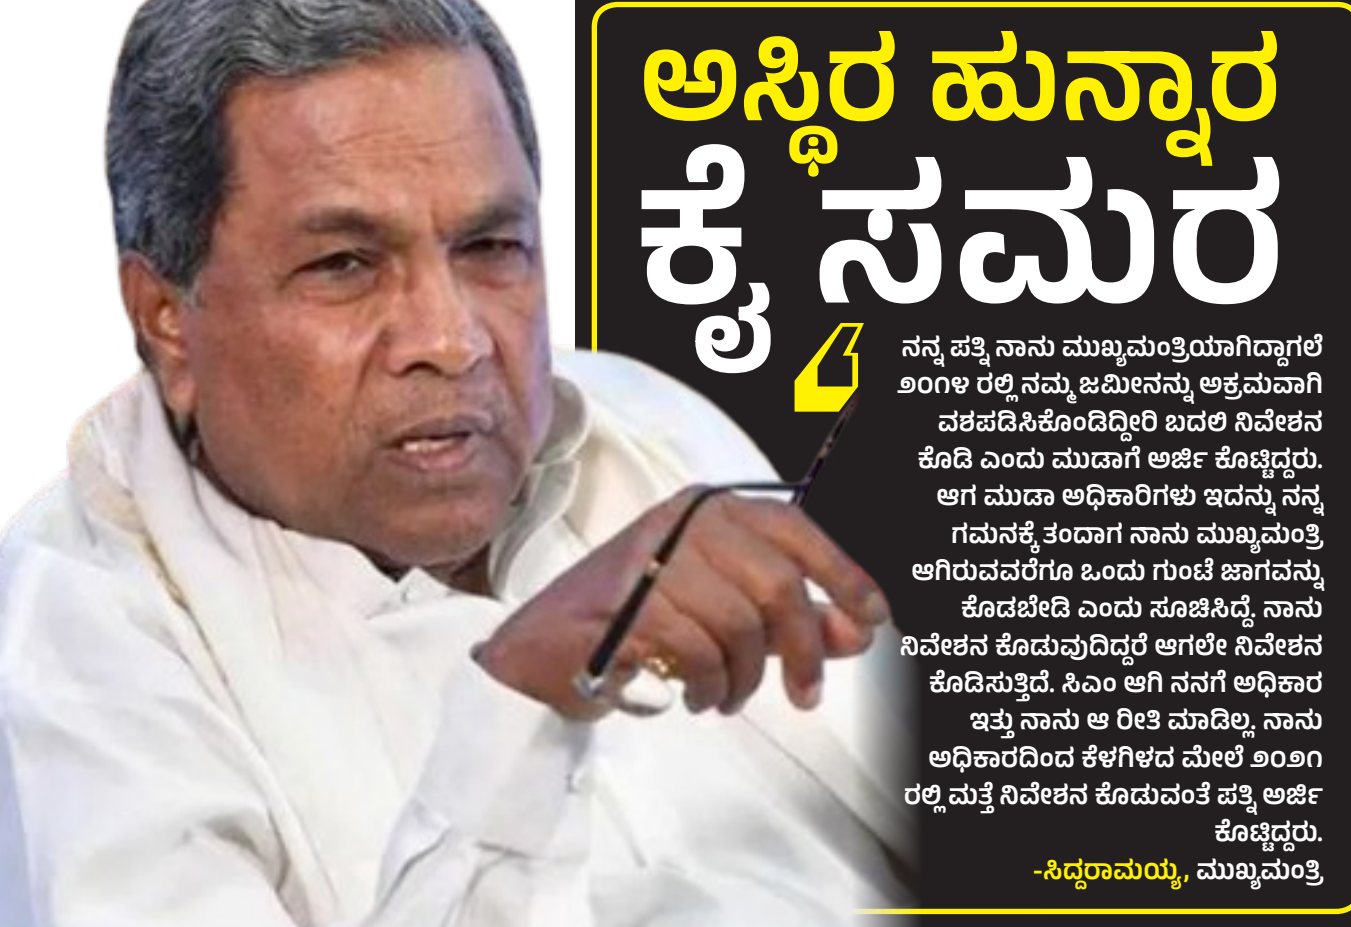 ಅಸ್ಥಿರ ಹುನ್ನಾರ
ಕೈ ಸಮರ
ನನ್ನ ಪತ್ನಿ ನಾನು ಮುಖ್ಯಮಂತ್ರಿಯಾಗಿದ್ದಾಗಲೆ
೨೦೧೪ ರಲ್ಲಿ ನಮ್ಮ ಜಮೀನನ್ನು ಅಕ್ರಮವಾಗಿ
ವಶಪಡಿಸಿಕೊಂಡಿದ್ದೀರಿ ಬದಲಿ ನಿವೇಶನ
ಕೊಡಿ ಎಂದು ಮುಡಾಗೆ ಅರ್ಜಿ ಕೊಟ್ಟಿದ್ದರು.
ಆಗ ಮುಡಾ ಅಧಿಕಾರಿಗಳು ಇದನ್ನು ನನ್ನ
ಗಮನಕ್ಕೆ ತಂದಾಗ ನಾನು ಮುಖ್ಯಮಂತ್ರಿ
ಆಗಿರುವವರೆಗೂ ಒಂದು ಗುಂಟೆ ಜಾಗವನ್ನು
ಕೊಡಬೇಡಿ ಎಂದು ಸೂಚಿಸಿದ್ದೆ. ನಾನು
ನಿವೇಶನ ಕೊಡುವುದಿದ್ದರೆ ಆಗಲೇ ನಿವೇಶನ
ಕೊಡಿಸುತ್ತಿದೆ. ಸಿಎಂ ಆಗಿ ನನಗೆ ಅಧಿಕಾರ
ಇತ್ತು ನಾನು ಆ ರೀತಿ ಮಾಡಿಲ್ಲ. ನಾನು
ಅಧಿಕಾರದಿಂದ ಕೆಳಗಿಳದ ಮೇಲೆ ೨೦೨೧
ರಲ್ಲಿ ಮತ್ತೆ ನಿವೇಶನ ಕೊಡುವಂತೆ ಪತ್ನಿ ಅರ್ಜಿ
ಕೊಟ್ಟಿದ್ದರು.
-ಸಿದ್ದರಾಮಯ್ಯ, ಮುಖ್ಯಮಂತ್ರಿ